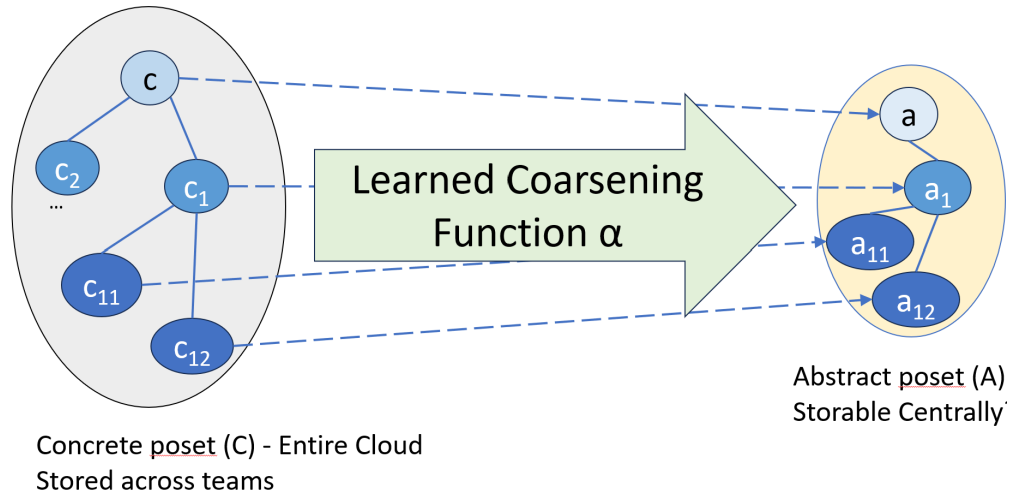 c
a
c₂
c₁
a₁
...
Learned Coarsening
Function α
a₁₁
c₁₁
a₁₂
c₁₂
Abstract poset (A)
Storable Centrally
Concrete poset (C) - Entire Cloud
Stored across teams